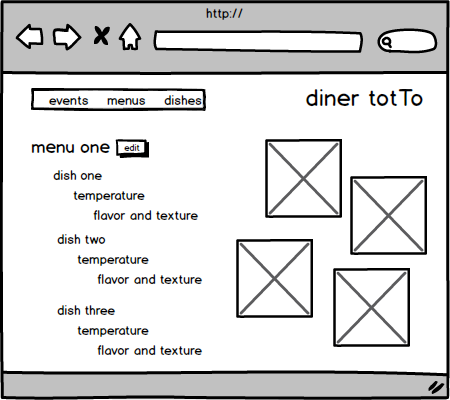 http://
events menus dishes
diner totTo
menu one edit
dish one
temperature
flavor and texture
dish two
temperature
flavor and texture
dish three
temperature
flavor and texture